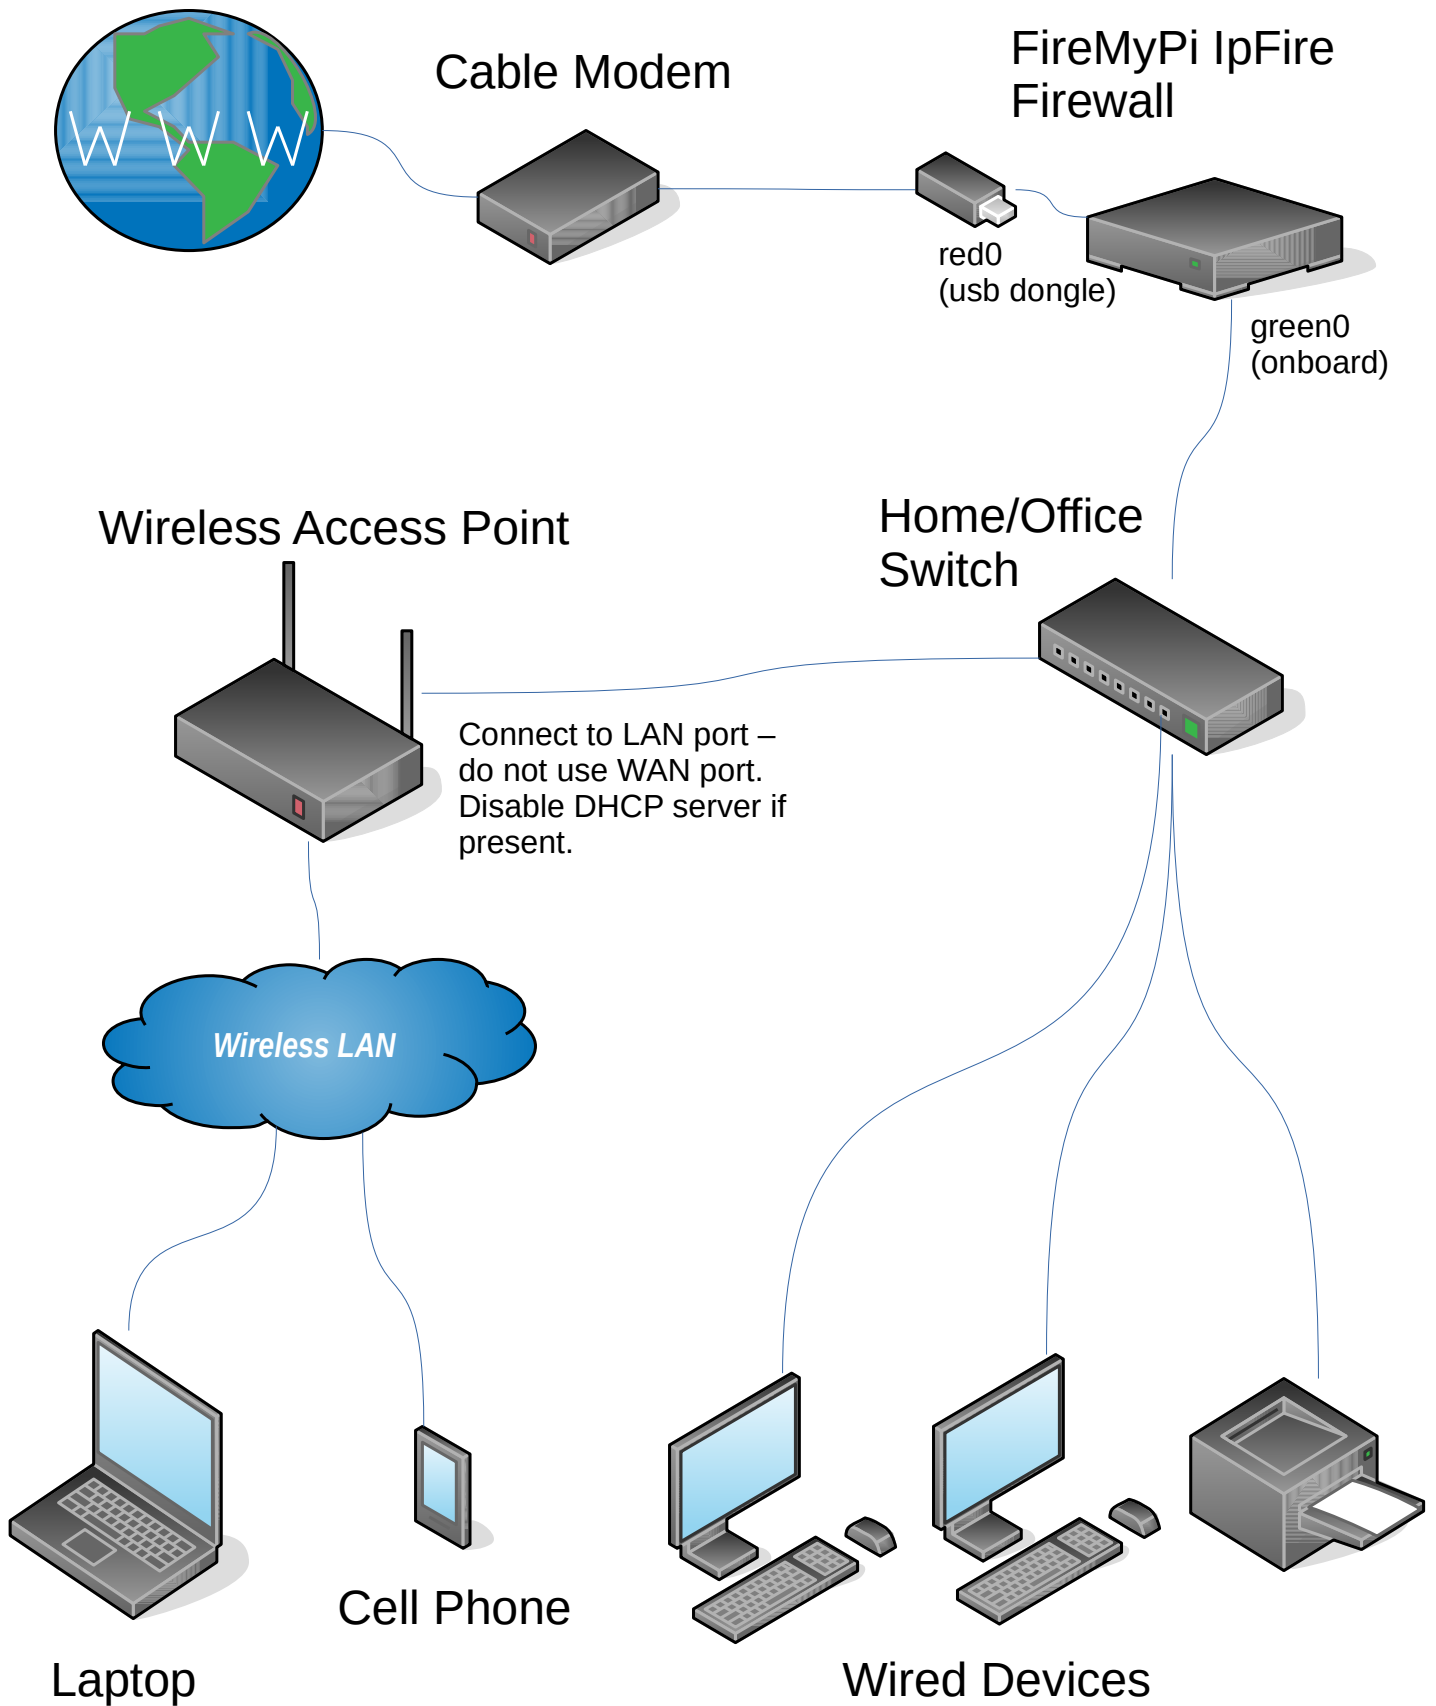 Cable Modem
FireMyPi IpFire
Firewall
W W W
red0
(usb dongle)
green0
(onboard)
Wireless Access Point
Home/Office
Switch
Connect to LAN port –
do not use WAN port.
Disable DHCP server if
present.
Wireless LAN
Cell Phone
Laptop
Wired Devices